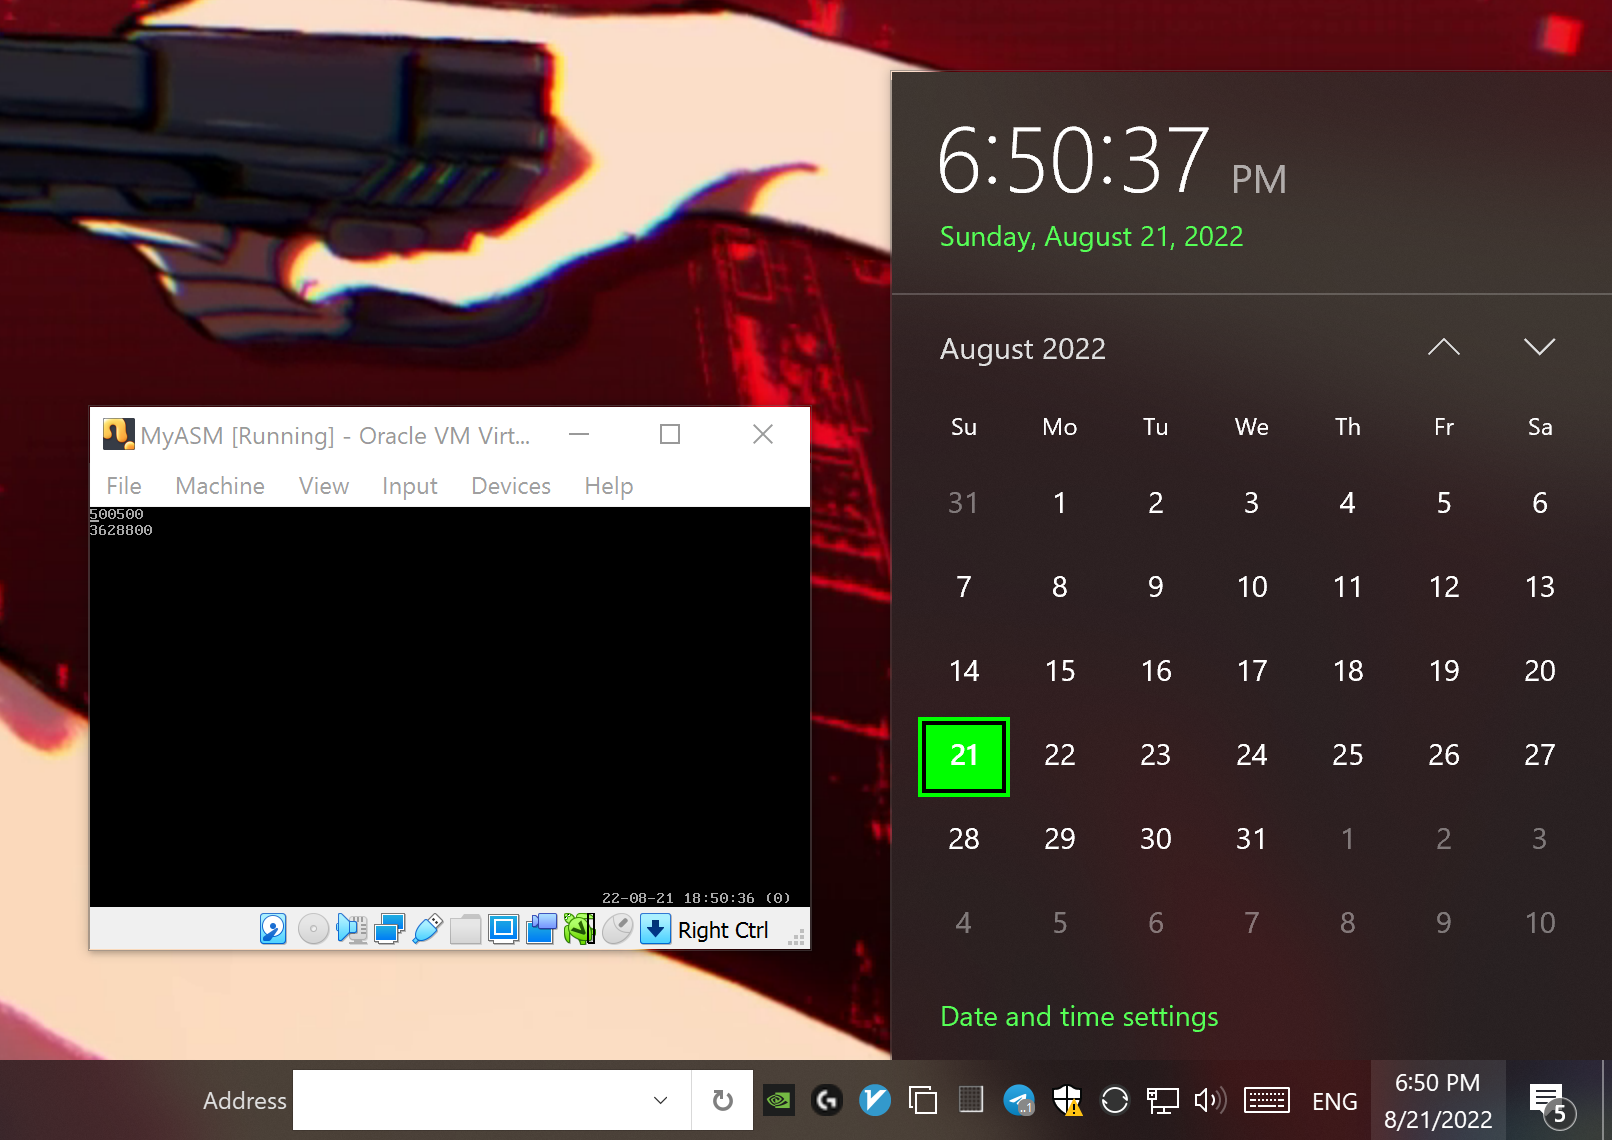 6:50:37 PM
Sunday, August 21, 2022
August 2022
Su Mo Tu We Th Fr Sa
31 1 2 3 4 5 6
7 8 9 10 11 12 13
14 15 16 17 18 19 20
21 22 23 24 25 26 27
28 29 30 31 1 2 3
4 5 6 7 8 9 10
Date and time settings
MyASM [Running] - Oracle VM Virt...
File Machine View Input Devices Help
500500
3628800
22-08-21 18:50:36 (0)
Right Ctrl
Address
1
ENG
6:50 PM
8/21/2022
5